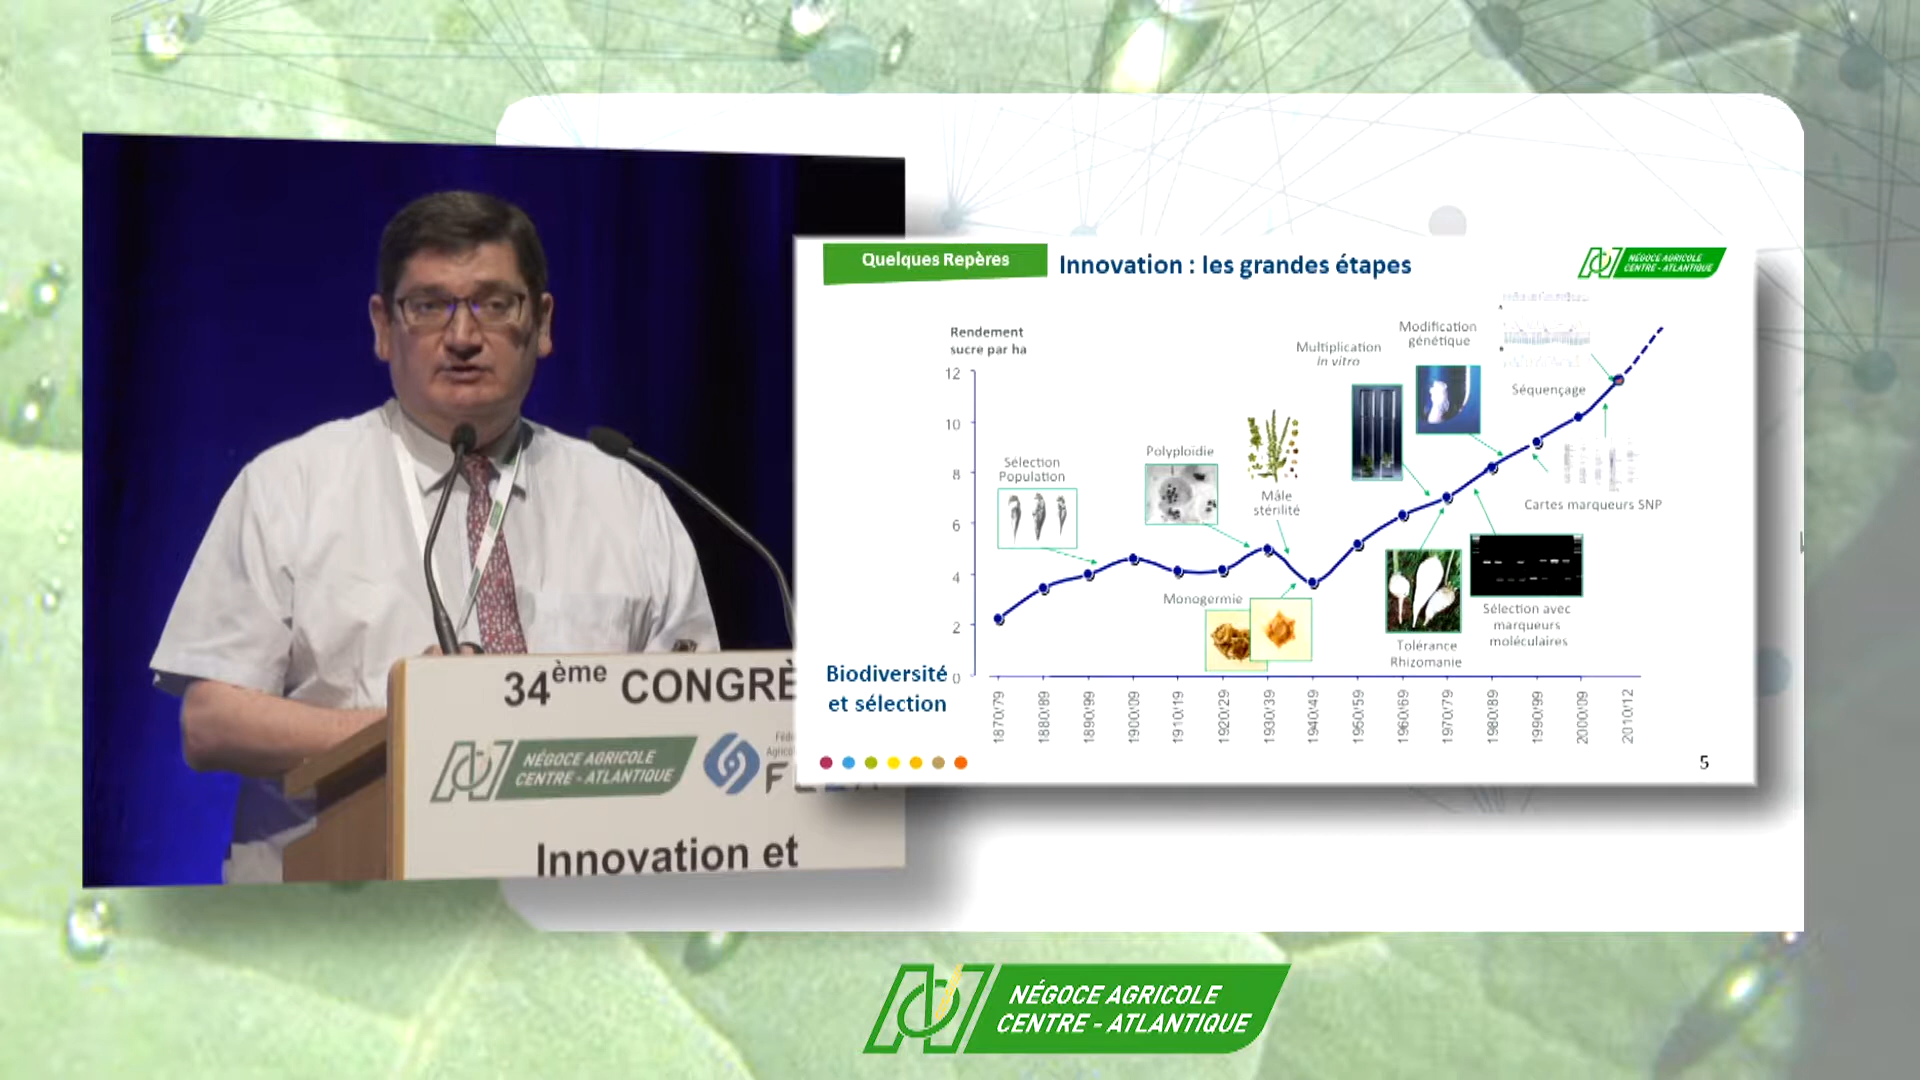 34ème CONGRÈ
NÉGOCE AGRICOLE
CENTRE - ATLANTIQUE
Innovation et
Quelques Repères
Innovation : les grandes étapes
NÉGOCE AGRICOLE
CENTRE - ATLANTIQUE
Rendement
sucre par ha
12
10
8
6
4
2
0
Sélection
Population
Polyploïdie
Mâle
stérilité
Monogermie
Multiplication
In vitro
Modification
génétique
Séquençage
Cartes marqueurs SNP
Tolérance
Rhizomanie
Sélection avec
marqueurs
moléculaires
1870/79
1880/89
1890/99
1900/09
1910/19
1920/29
1930/39
1940/49
1950/59
1960/69
1970/79
1980/89
1990/99
2000/09
2010/12
Biodiversité
et sélection
5
NÉGOCE AGRICOLE
CENTRE - ATLANTIQUE